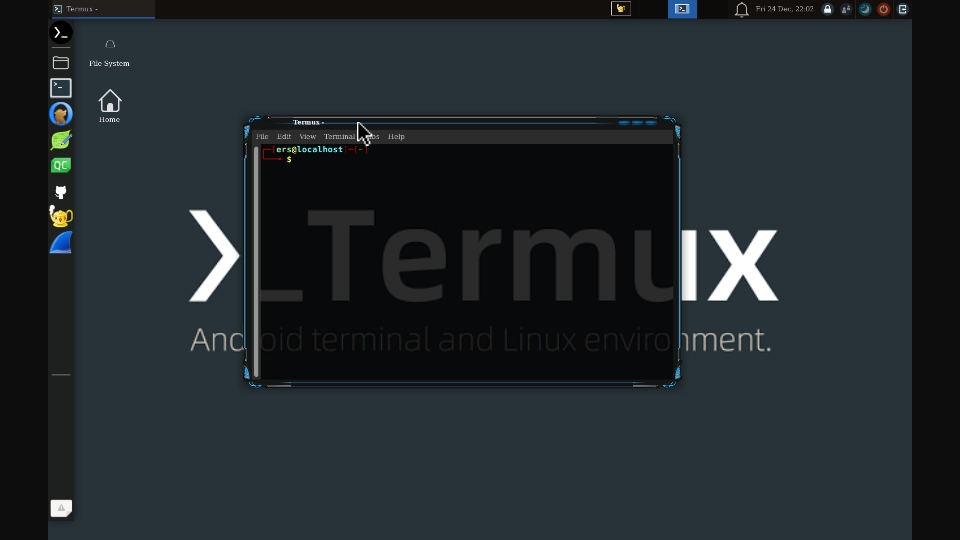 Termux -
Fri 24 Dec, 22:02
File System
Home
QC
Termux -
File Edit View Terminal Help
ers@localhost
$
>_Termux
Android terminal and Linux environment.